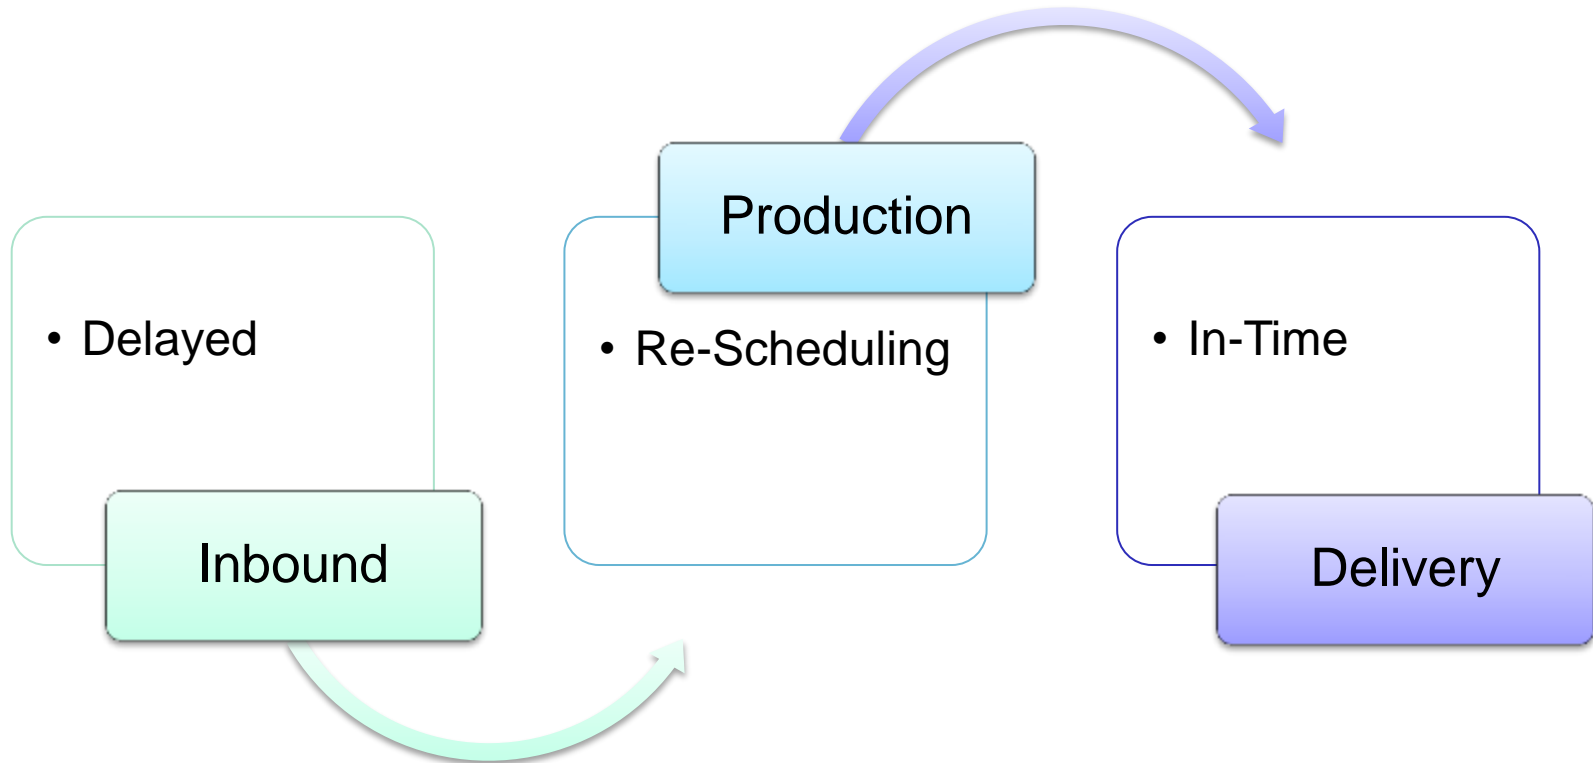 • Delayed
Inbound
Production
• Re-Scheduling
• In-Time
Delivery